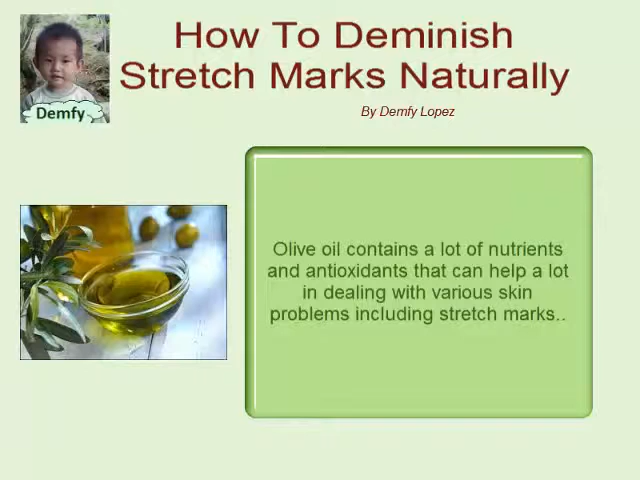 How To Deminish
Stretch Marks Naturally
By Demfy Lopez
Demfy
Olive oil contains a lot of nutrients
and antioxidants that can help a lot
in dealing with various skin
problems including stretch marks..